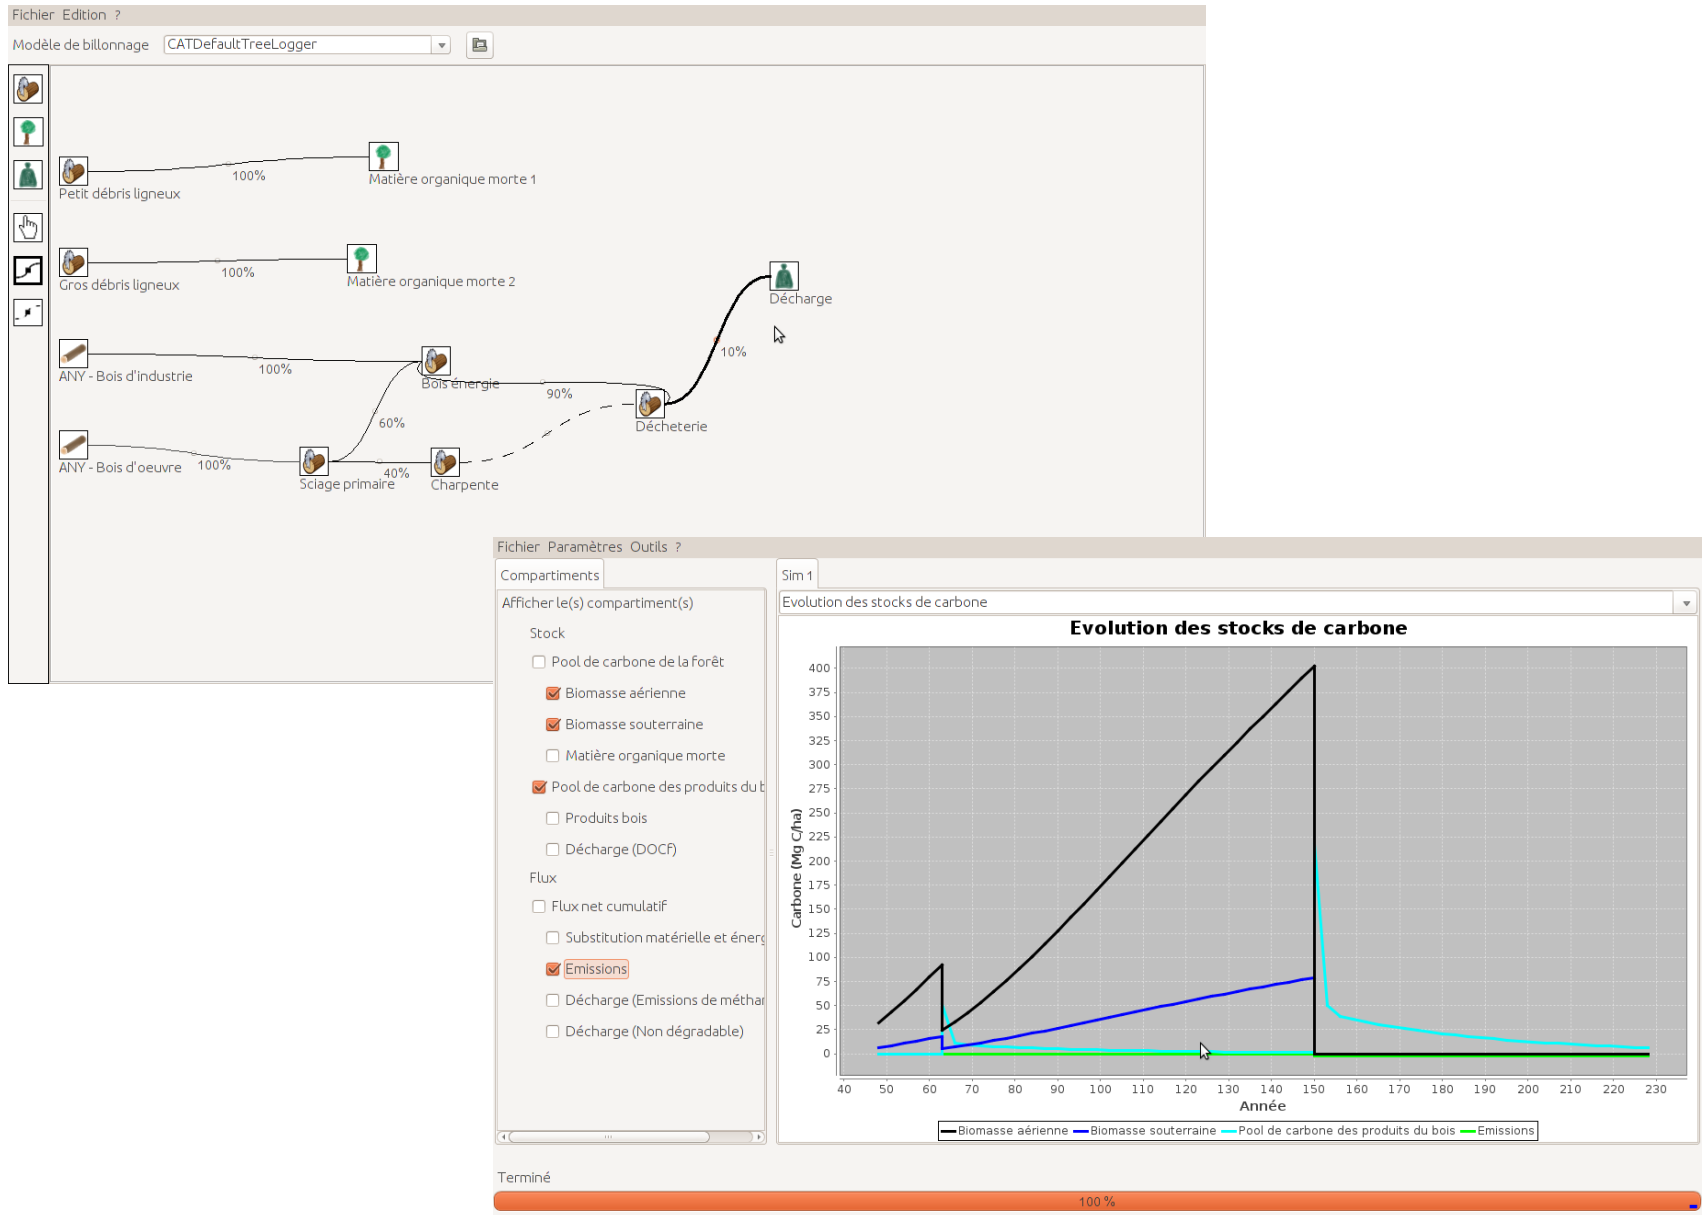 Fichier Edition ?
Modèle de billonnage CATDefaultTreeLogger
100%
Petit débris ligneux
Matière organique morte 1
100%
Gros débris ligneux
Matière organique morte 2
Décharge
10%
ANY - Bois d'industrie
100%
Bois énergie
90%
60%
Décheterie
ANY - Bois d'oeuvre
100%
40%
Sciage primaire
Charpente
Fichier Paramètres Outils ?
Compartiments
Afficher le(s) compartiment(s)
Stock
Pool de carbone de la forêt
Biomasse aérienne
Biomasse souterraine
Matière organique morte
Pool de carbone des produits du b
Produits bois
Décharge (DOCf)
Flux
Flux net cumulatif
Substitution matérielle et énerg
Emissions
Décharge (Emissions de méthan
Décharge (Non dégradable)
Sim 1
Evolution des stocks de carbone
Evolution des stocks de carbone
Carbone (Mg C/ha)
400
375
350
325
300
275
250
225
200
175
150
125
100
75
50
25
0
40 50 60 70 80 90 100 110 120 130 140 150 160 170 180 190 200 210 220 230
Année
Biomasse aérienne Biomasse souterraine Pool de carbone des produits du bois Emissions
Terminé
100 %